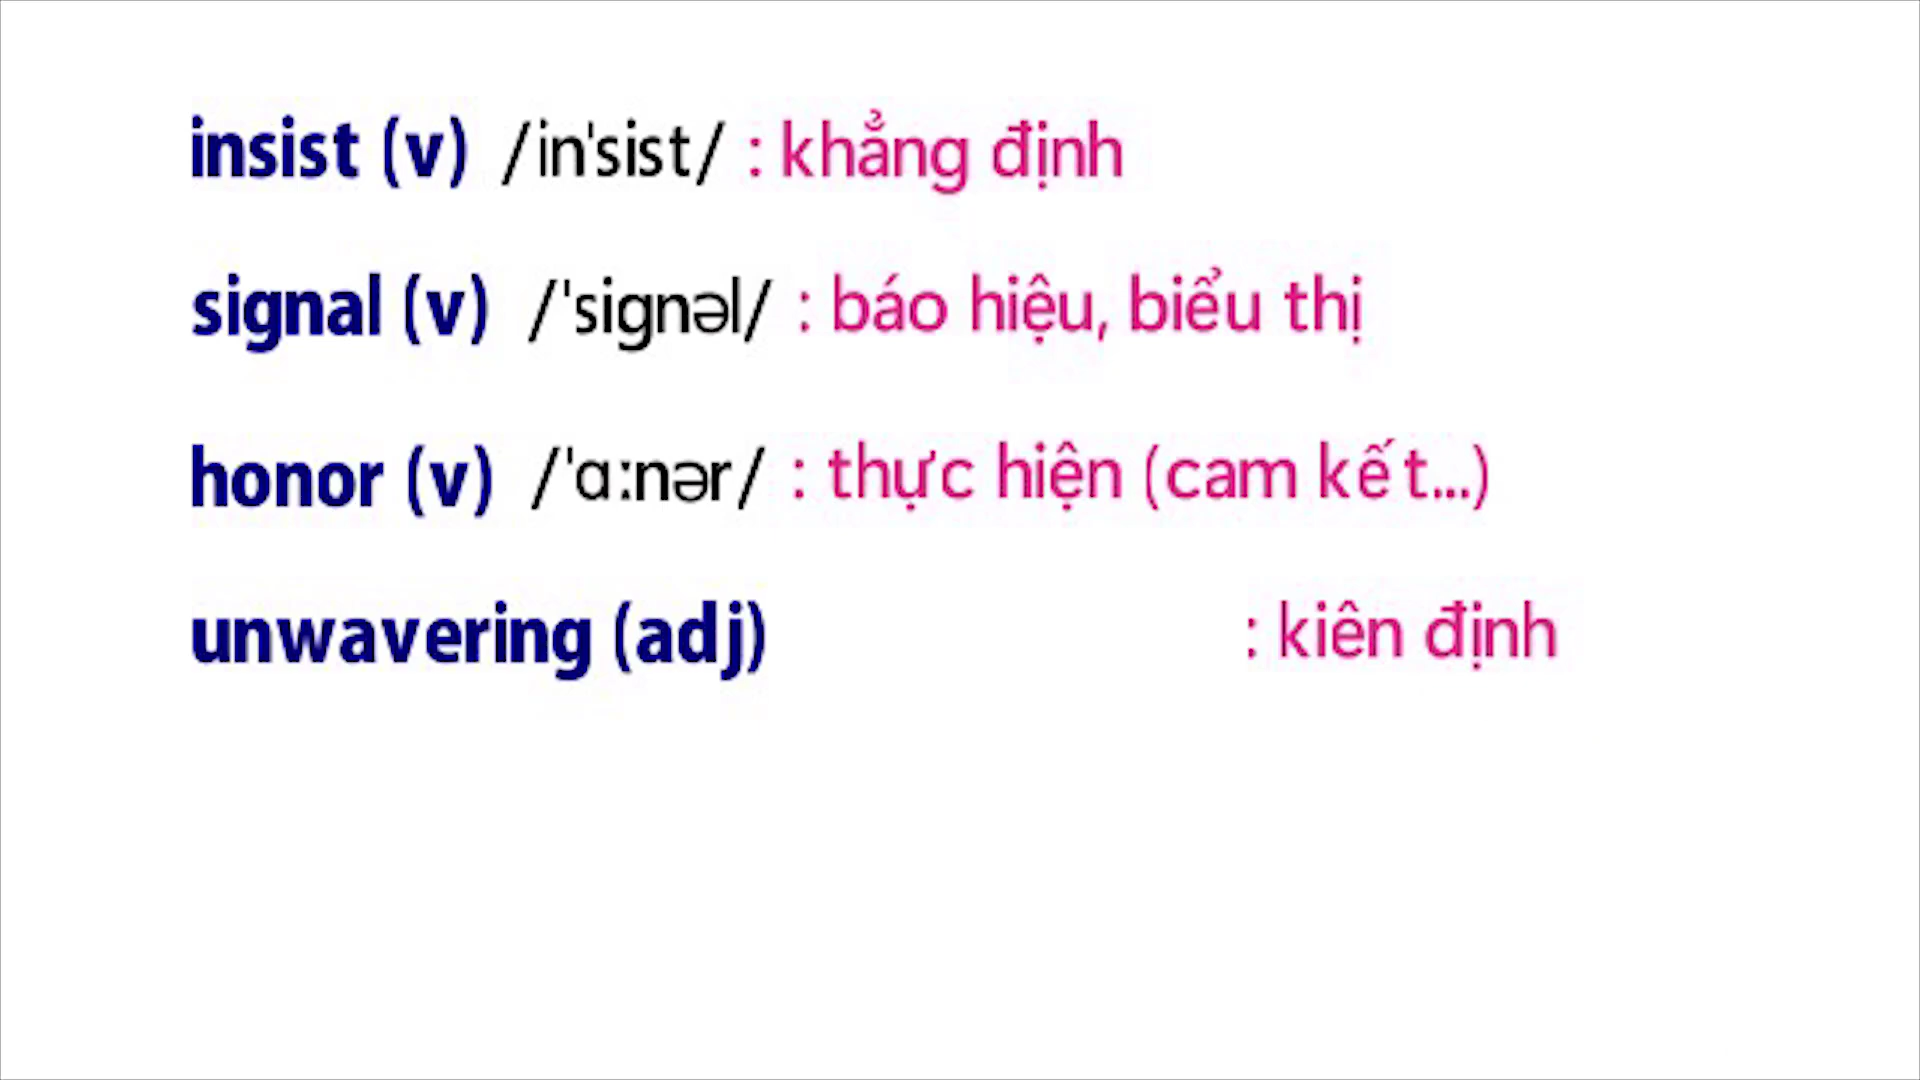 insist (v) /in'sist/ : khẳng định
signal (v) /'signəl/ : báo hiệu, biểu thị
honor (v) /'ɑ:nər/ : thực hiện (cam kết...)
unwavering (adj) : kiên định